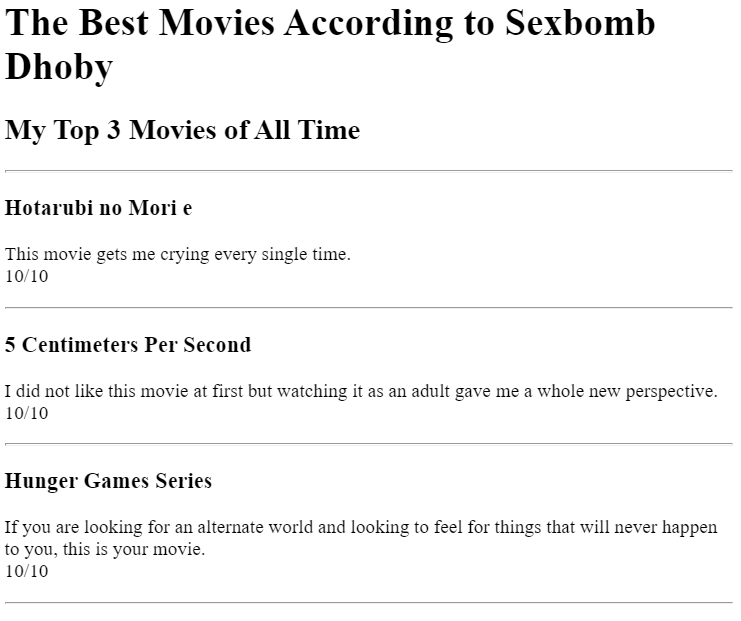 The Best Movies According to Sexbomb
Dhoby
My Top 3 Movies of All Time
Hotarubi no Mori e
This movie gets me crying every single time.
10/10
5 Centimeters Per Second
I did not like this movie at first but watching it as an adult gave me a whole new perspective.
10/10
Hunger Games Series
If you are looking for an alternate world and looking to feel for things that will never happen
to you, this is your movie.
10/10